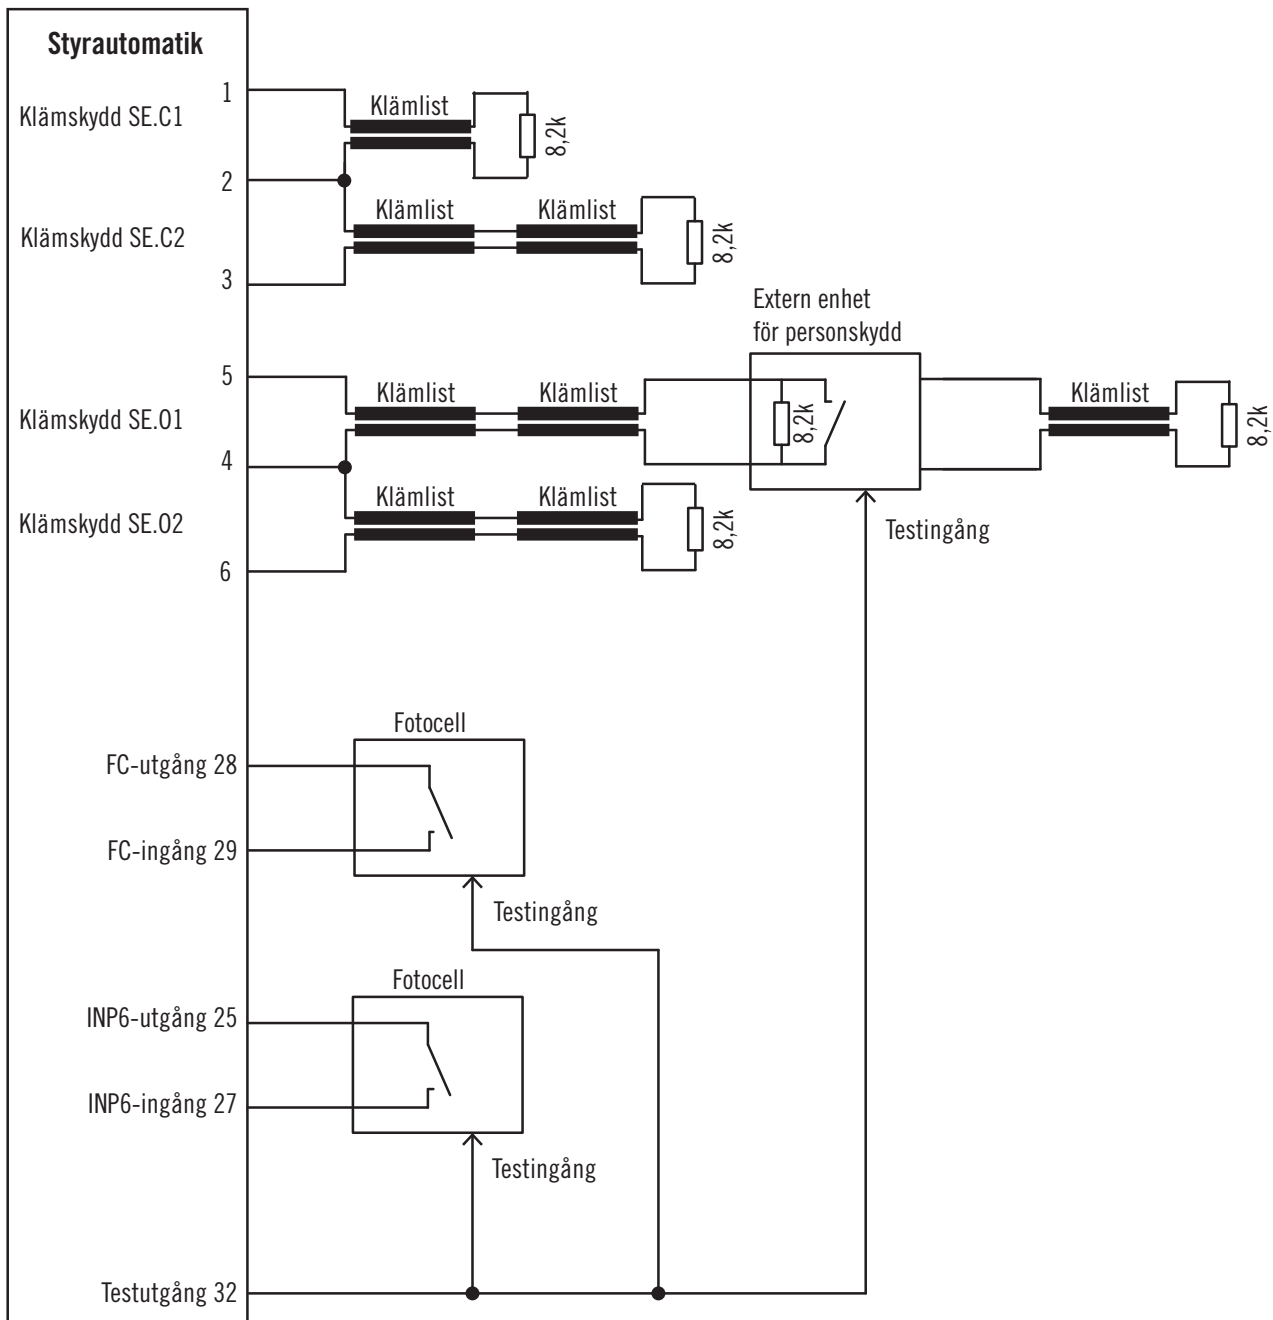 Styrautomatik
1
Klämskydd SE.C1
Klämlist
8,2k
2
Klämlist
Klämlist
Klämskydd SE.C2
8,2k
3
Extern enhet
för personskydd
5
Klämlist
Klämlist
Klämlist
Klämskydd SE.O1
8,2k
8,2k
4
Klämlist
Klämlist
Klämskydd SE.O2
8,2k
Testingång
6
Fotocell
FC-utgång 28
FC-ingång 29
Testingång
Fotocell
INP6-utgång 25
INP6-ingång 27
Testingång
Testutgång 32